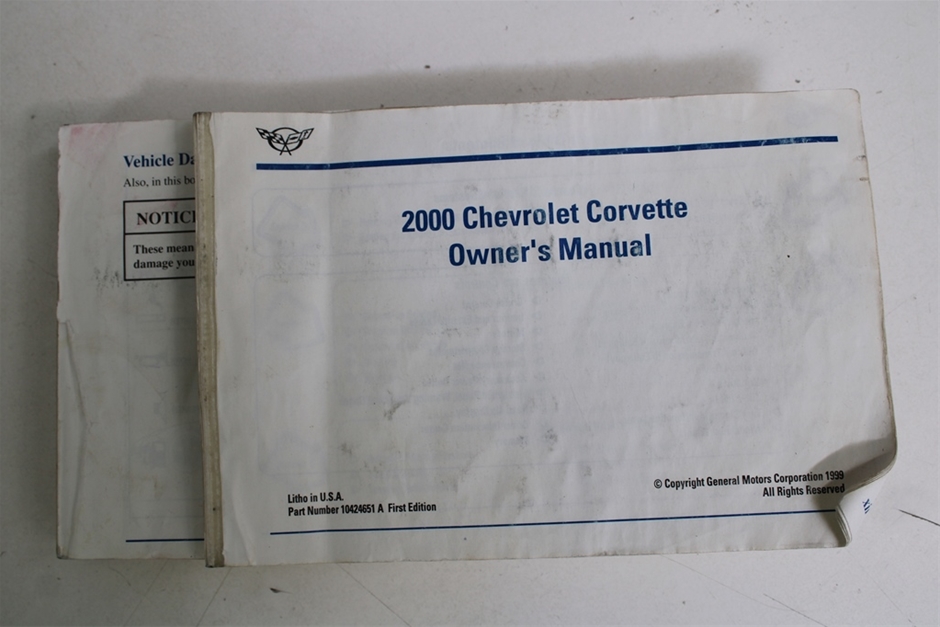 Vehicle Da
Also, in this bo
NOTIC
These mean
damage you
2000 Chevrolet Corvette
Owner's Manual
Litho in U.S.A.
Part Number 10424651 A First Edition
© Copyright General Motors Corporation 1999
All Rights Reserved